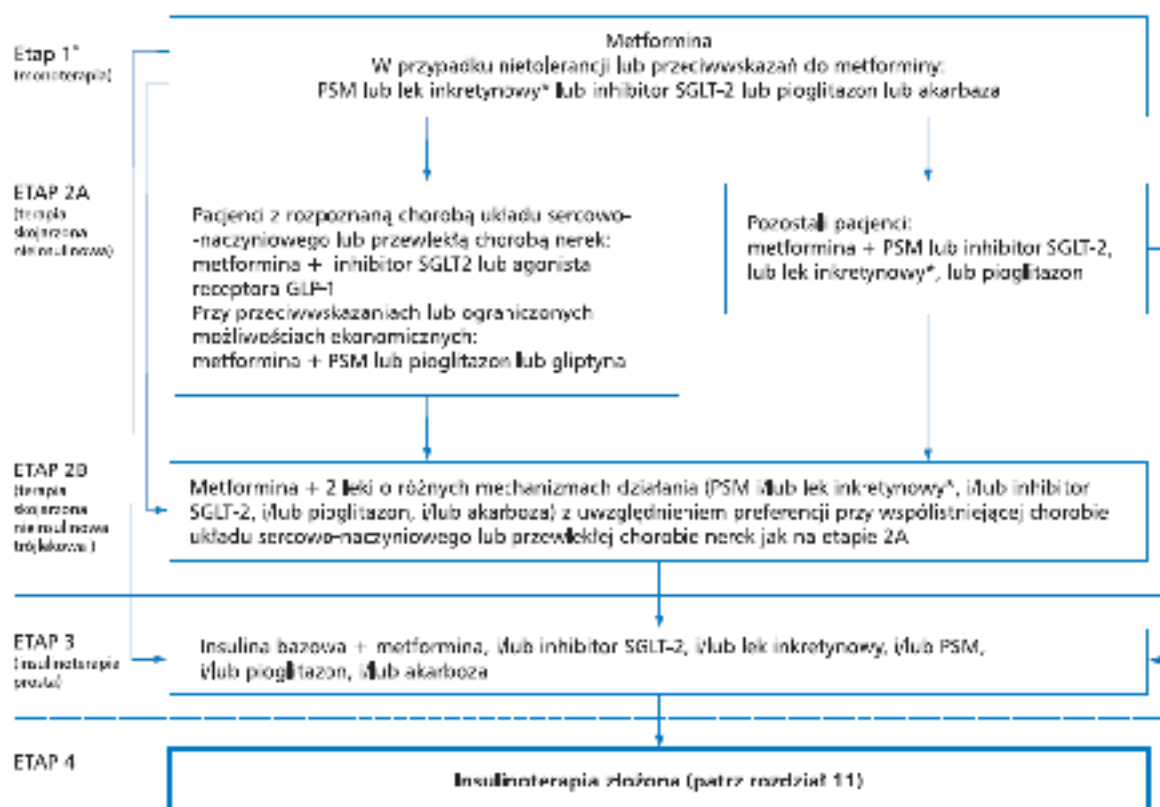 Etap 1*
(monoterapia)
Metformina
W przypadku nietolerancji lub przeciwwskazań do metforminy:
PSM lub lek inkretynowy* lub inhibitor SGLT-2 lub pioglitazon lub akarbaza
ETAP 2A
(terapia
skojarzona
nieinsulinowa)
Pacjenci z rozpoznaną chorobą układu sercowo-
-naczyniowego lub przewlekłą chorobą nerek:
metformina + inhibitor SGLT2 lub agonista
receptora GLP-1
Przy przeciwwskazaniach lub ograniczonych
możliwościach ekonomicznych:
metformina + PSM lub pioglitazon lub gliptyna
Pozostali pacjenci:
metformina + PSM lub inhibitor SGLT-2,
lub lek inkretynowy*, lub pioglitazon
ETAP 2B
(terapia
skojarzona
nieinsulinowa
trójlekowa )
Metformina + 2 leki o różnych mechanizmach działania (PSM i/lub lek inkretynowy*, i/lub inhibitor
SGLT-2, i/lub pioglitazon, i/lub akarboza) z uwzględnieniem preferencji przy współistniejącej chorobie
układu sercowo-naczyniowego lub przewlekłej chorobie nerek jak na etapie 2A
ETAP 3
(insulinoterapia
prosta)
Insulina bazowa + metformina, i/lub inhibitor SGLT-2, i/lub lek inkretynowy, i/lub PSM,
i/lub pioglitazon, i/lub akarboza
ETAP 4
Insulinoterapia złożona (patrz rozdział 11)